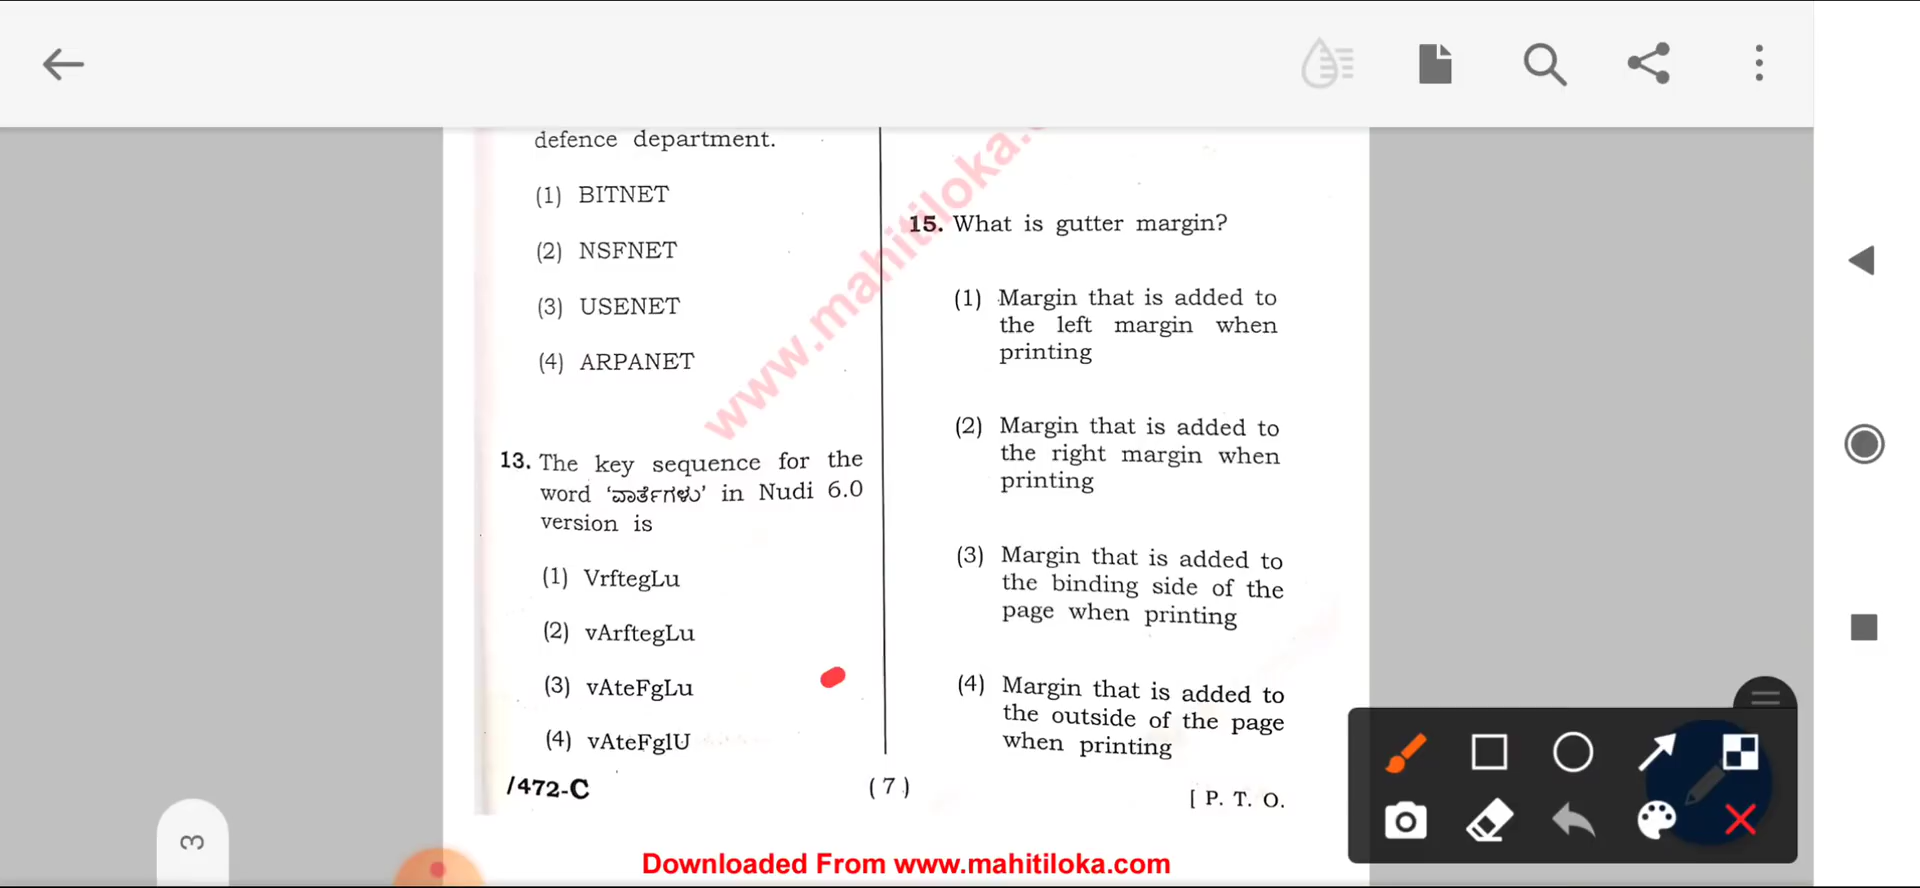 defence department.
(1) BITNET
(2) NSFNET
(3) USENET
(4) ARPANET
13. The key sequence for the
word ‘ವಾರ್ತೆಗಳು’ in Nudi 6.0
version is
(1) VrftegLu
(2) vArftegLu
(3) vAteFgLu
(4) vAteFglU
/472-C
( 7 )
15. What is gutter margin?
(1) Margin that is added to
the left margin when
printing
(2) Margin that is added to
the right margin when
printing
(3) Margin that is added to
the binding side of the
page when printing
(4) Margin that is added to
the outside of the page
when printing
[ P. T. O.
www.mahitiloka.
3
Downloaded From www.mahitiloka.com